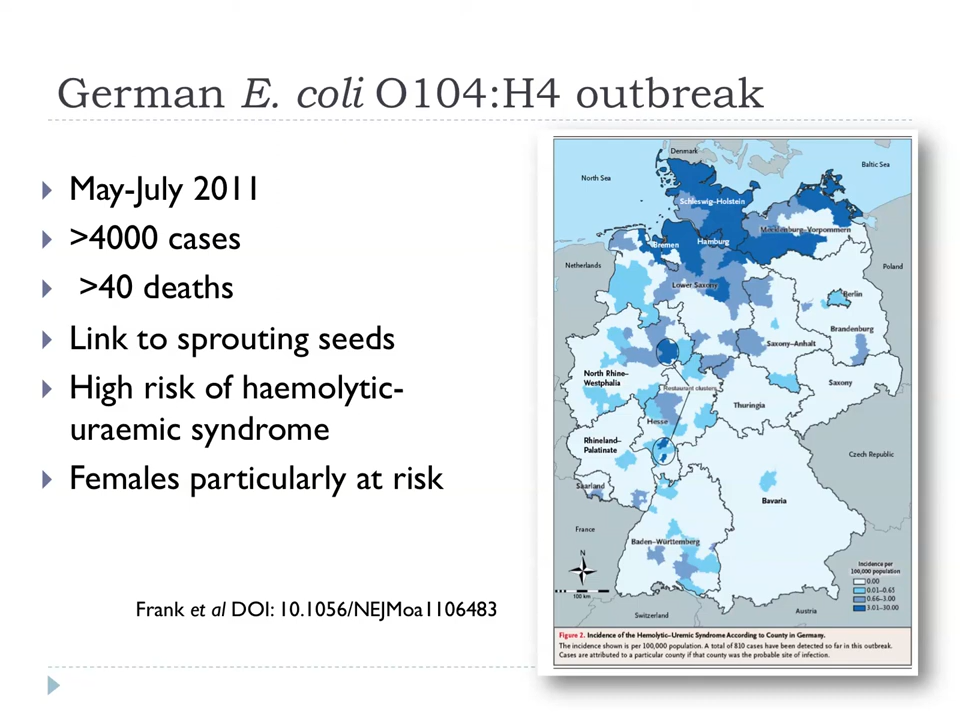 German E. coli O104:H4 outbreak
May-July 2011
>4000 cases
>40 deaths
Link to sprouting seeds
High risk of haemolytic-
uraemic syndrome
Females particularly at risk
Frank et al DOI: 10.1056/NEJMoa1106483
Denmark
North Sea
Baltic Sea
Schleswig–Holstein
Mecklenburg–Vorpommern
Hamburg
Bremen
Netherlands
Poland
Lower Saxony
Berlin
Brandenburg
Saxony–Anhalt
North Rhine–
Westphalia
Restaurant clusters
Saxony
Thuringia
Hesse
Rhineland–
Palatinate
Czech Republic
Saarland
Bavaria
France
Baden–Württemberg
N
100 km
Switzerland
Austria
Incidence per
100,000 population
0.00
0.01–0.65
0.66–3.00
3.01–30.00
Figure 2. Incidence of the Hemolytic–Uremic Syndrome According to County in Germany.
The incidence shown is per 100,000 population. A total of 810 cases have been detected so far in this outbreak.
Cases are attributed to a particular county if that county was the probable site of infection.